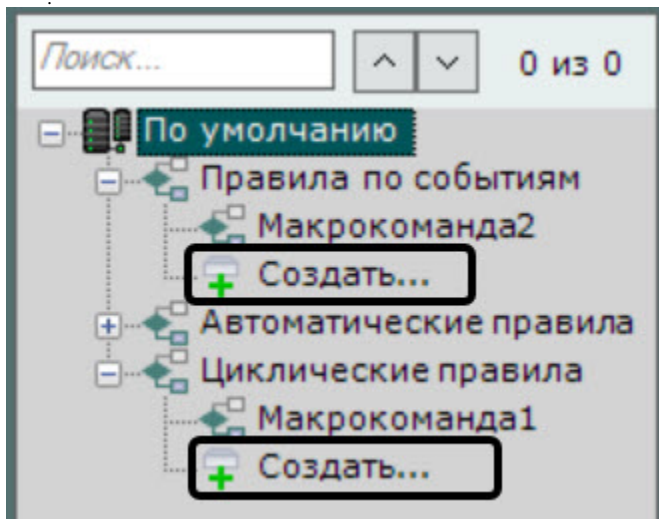 Поиск...
0 из 0
По умолчанию
Правила по событиям
Макрокоманда2
Создать...
Автоматические правила
Циклические правила
Макрокоманда1
Создать...